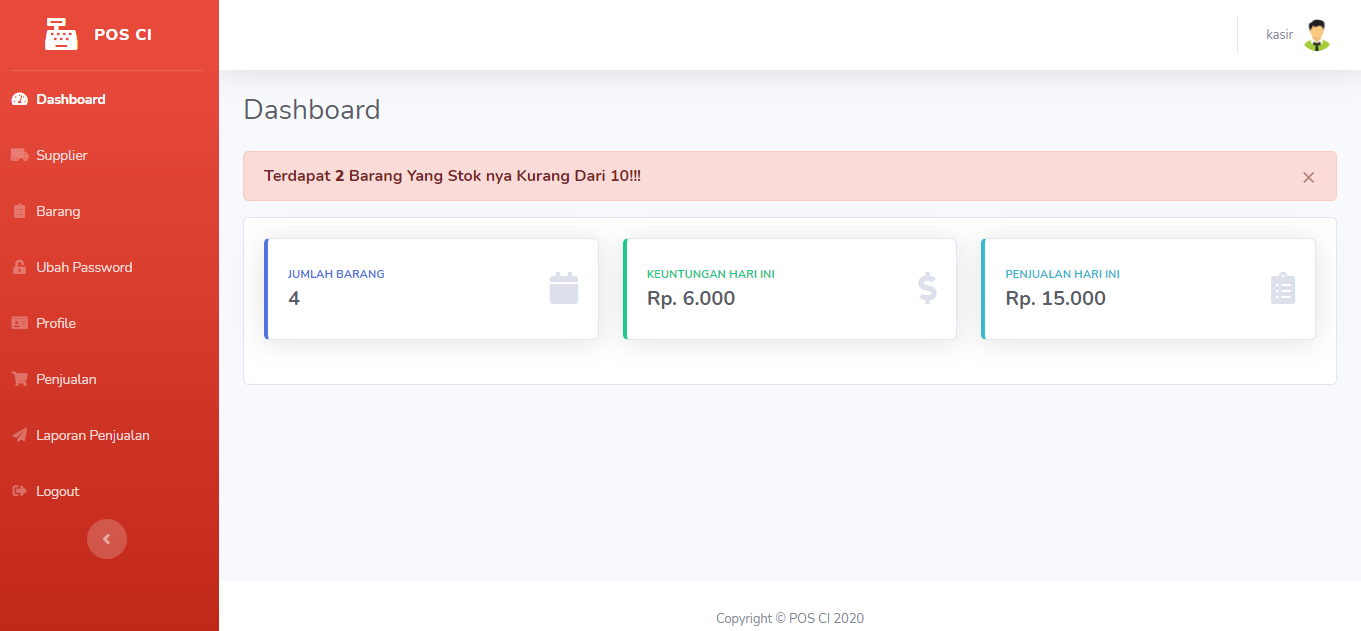 POS CI
kasir
Dashboard
Supplier
Barang
Ubah Password
Profile
Penjualan
Laporan Penjualan
Logout
Dashboard
Terdapat 2 Barang Yang Stok nya Kurang Dari 10!!!
×
JUMLAH BARANG
4
KEUNTUNGAN HARI INI
Rp. 6.000
PENJUALAN HARI INI
Rp. 15.000
Copyright © POS CI 2020